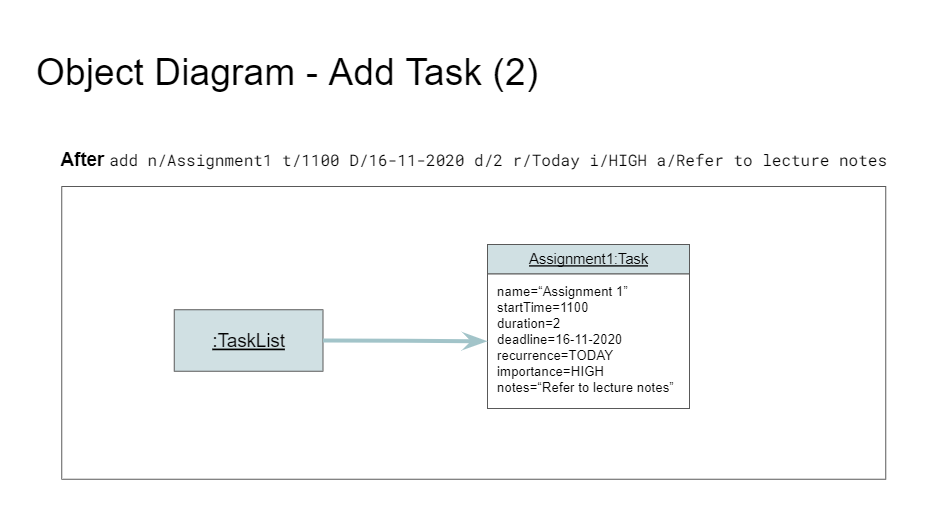 Object Diagram - Add Task (2)
After add n/Assignment1 t/1100 D/16-11-2020 d/2 r/Today i/HIGH a/Refer to lecture notes
:TaskList
Assignment1:Task
name=“Assignment 1”
startTime=1100
duration=2
deadline=16-11-2020
recurrence=TODAY
importance=HIGH
notes=“Refer to lecture notes”